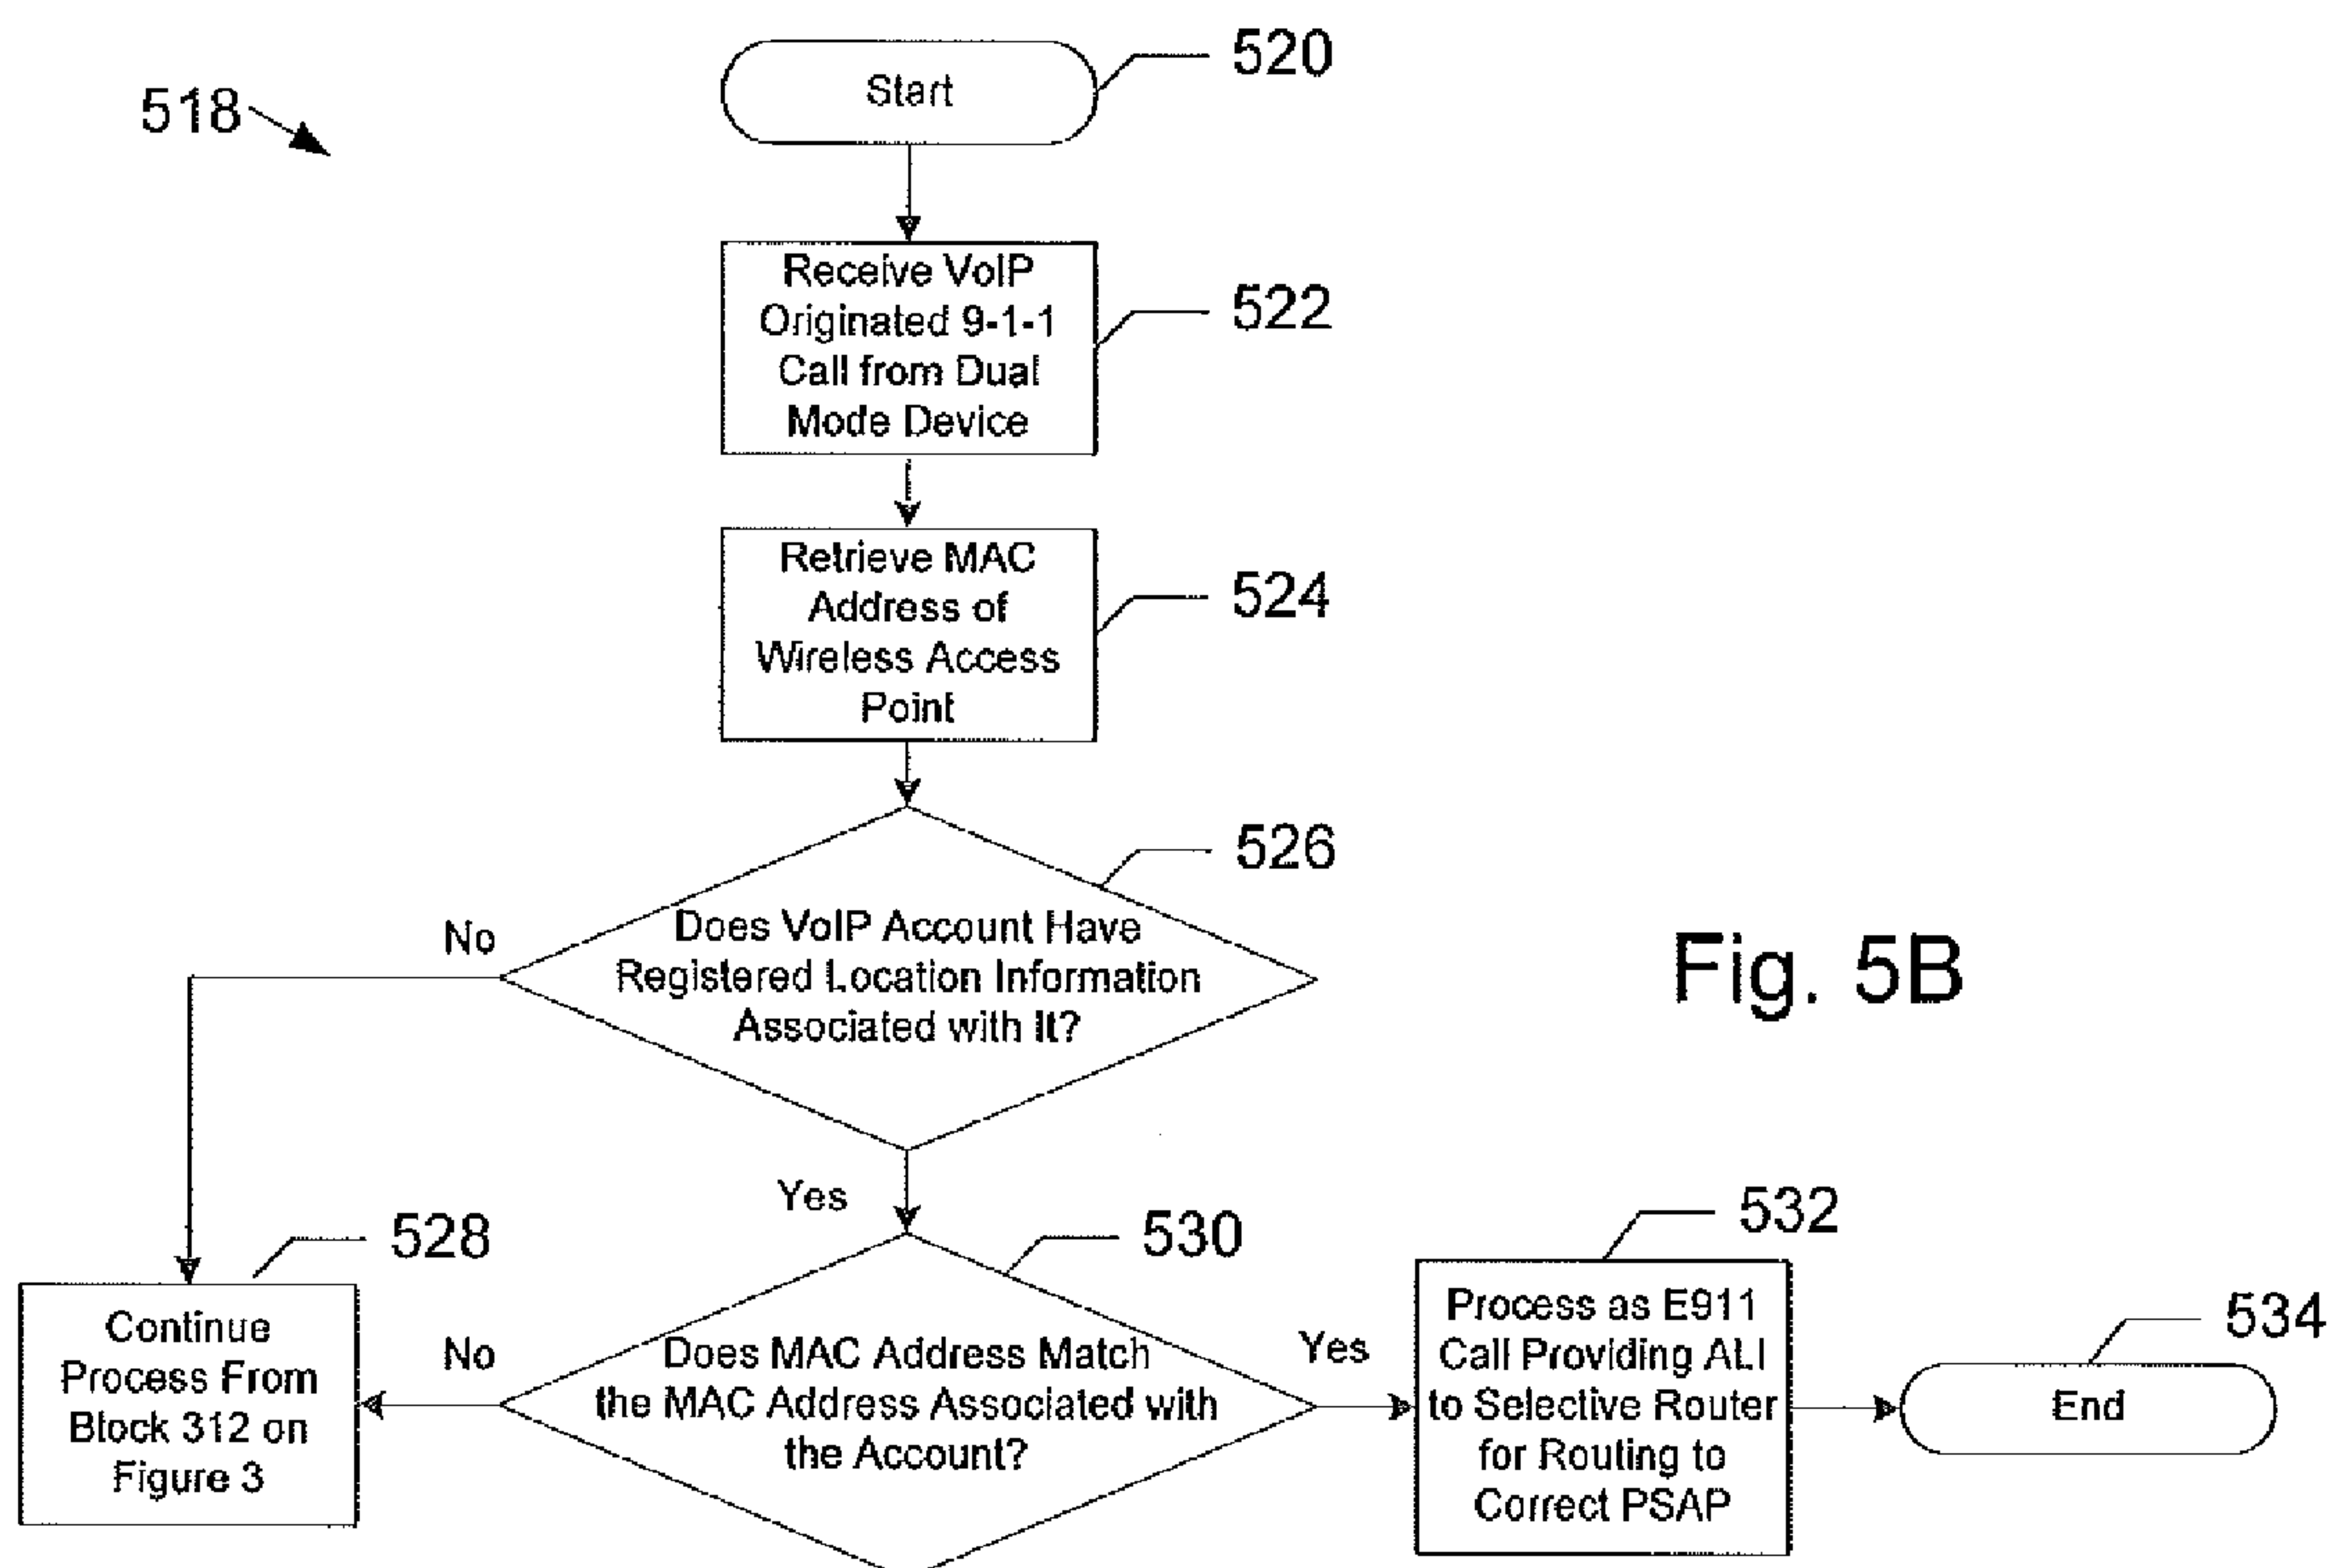 518
Start
520
Receive VoIP
Originated 9-1-1
Call from Dual
Mode Device
522
Retrieve MAC
Address of
Wireless Access
Point
524
526
No
Does VoIP Account Have
Registered Location Information
Associated with It?
Fig. 5B
Yes
528
Continue
Process From
Block 312 on
Figure 3
530
No
Does MAC Address Match
the MAC Address Associated with
the Account?
Yes
532
Process as E911
Call Providing ALI
to Selective Router
for Routing to
Correct PSAP
534
End